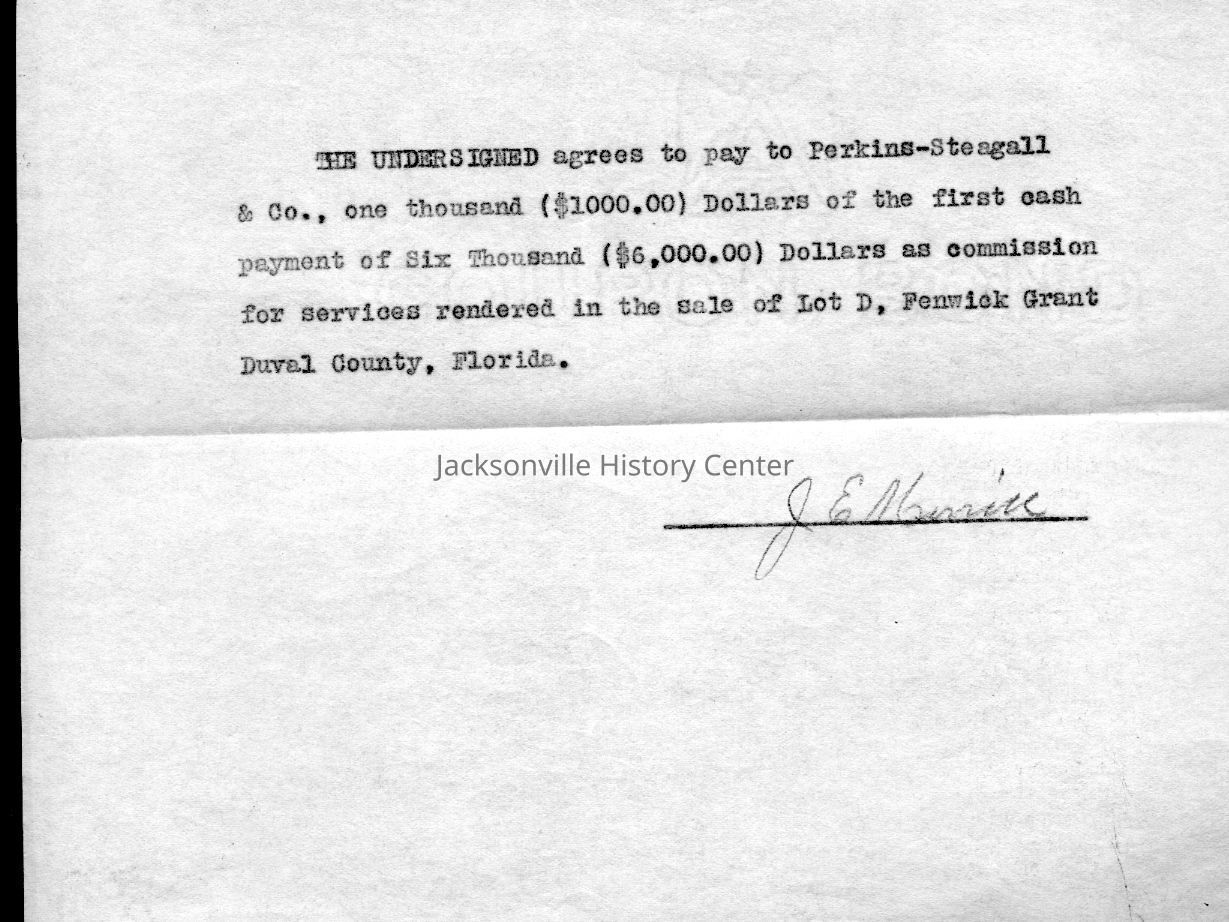 THE UNDERSIGNED agrees to pay to Perkins-Steagall
& Co., one thousand ($1000.00) Dollars of the first cash
payment of Six Thousand ($6,000.00) Dollars as commission
for services rendered in the sale of Lot D, Fenwick Grant
Duval County, Florida.
Jacksonville History Center
J E Merrill